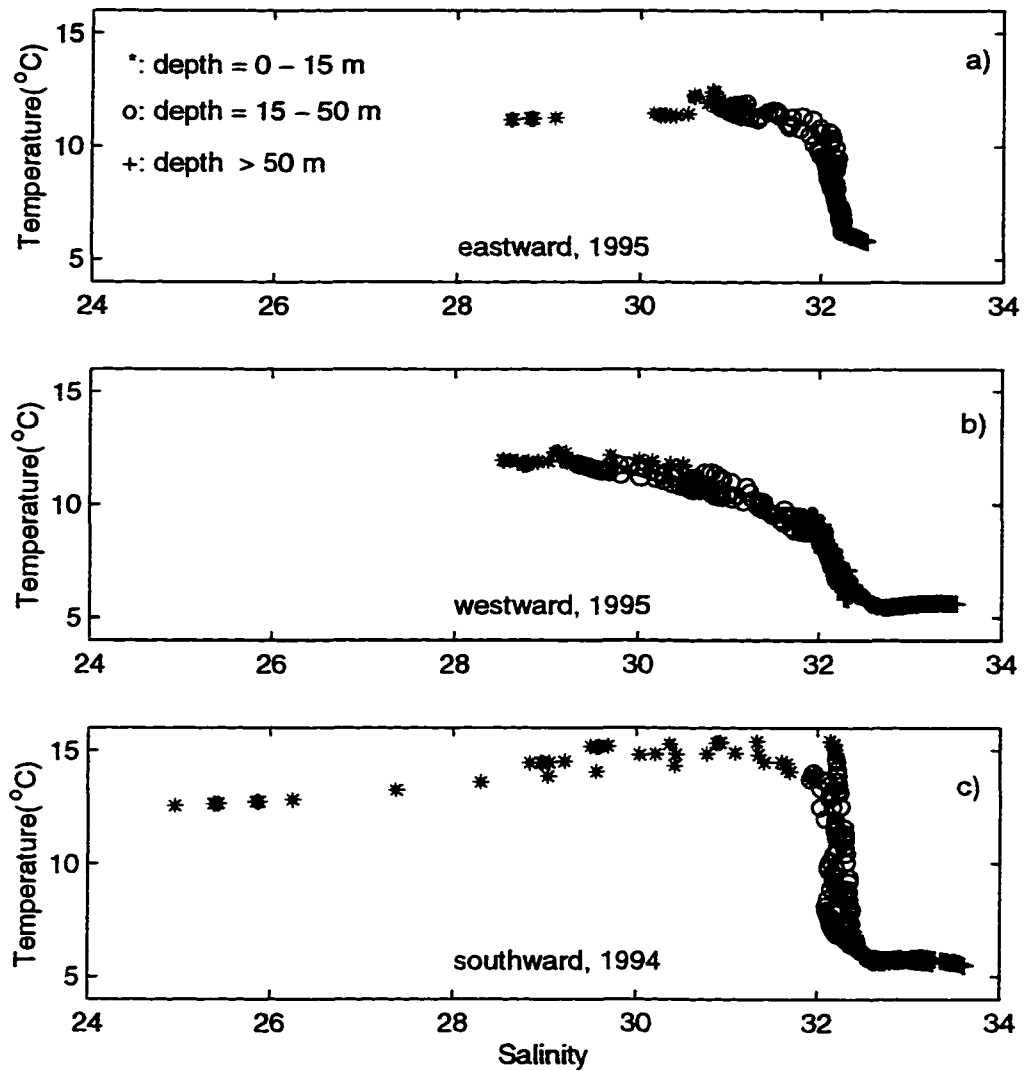 15
10
5
Temperature(°C)
*: depth = 0 – 15 m
o: depth = 15 – 50 m
+: depth > 50 m
a)
eastward, 1995
24 26 28 30 32 34
15
10
5
Temperature(°C)
b)
westward, 1995
24 26 28 30 32 34
15
10
5
Temperature(°C)
c)
southward, 1994
24 26 28 30 32 34
Salinity